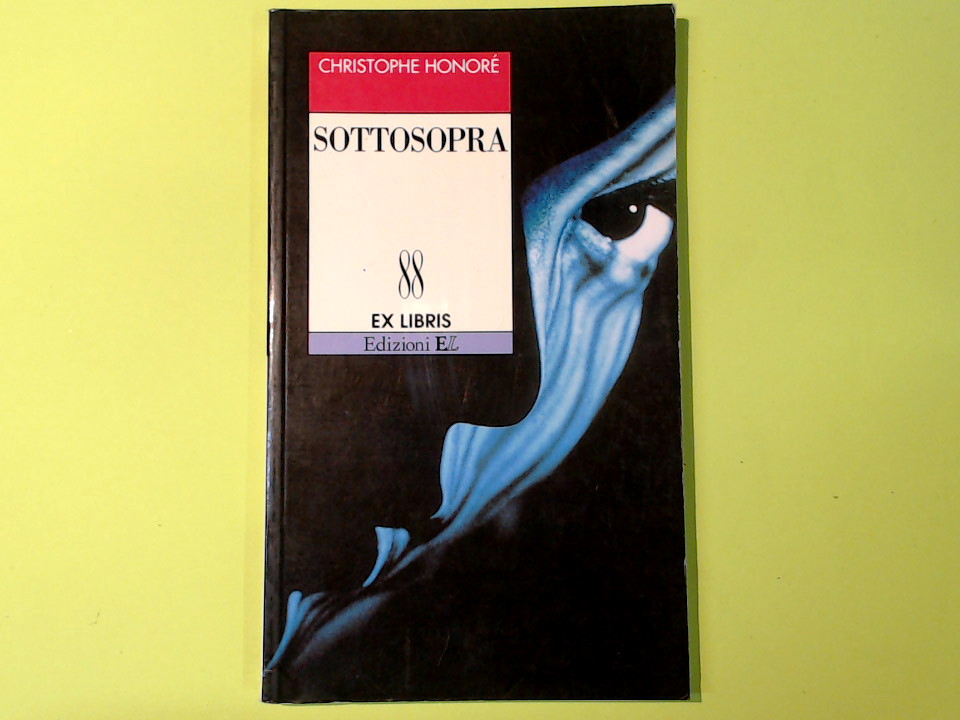 CHRISTOPHE HONORÉ
SOTTOSOPRA
88
EX LIBRIS
Edizioni EL